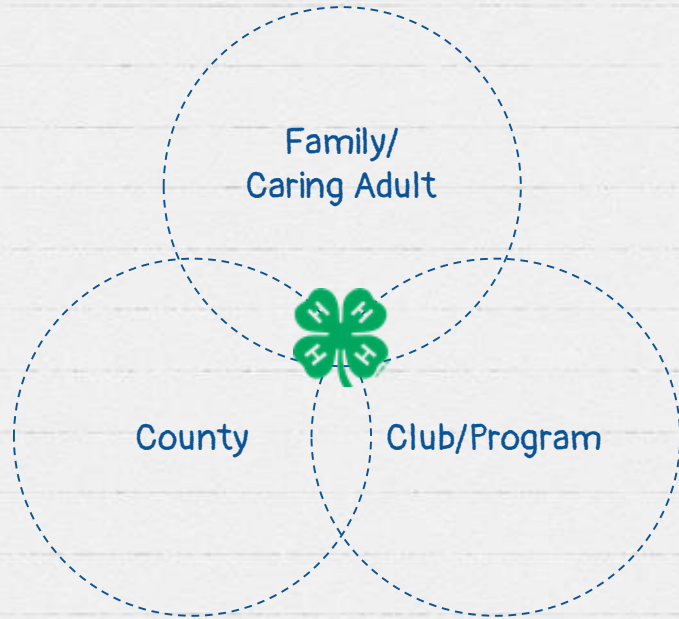 Family/
Caring Adult
H H
H H
County
Club/Program